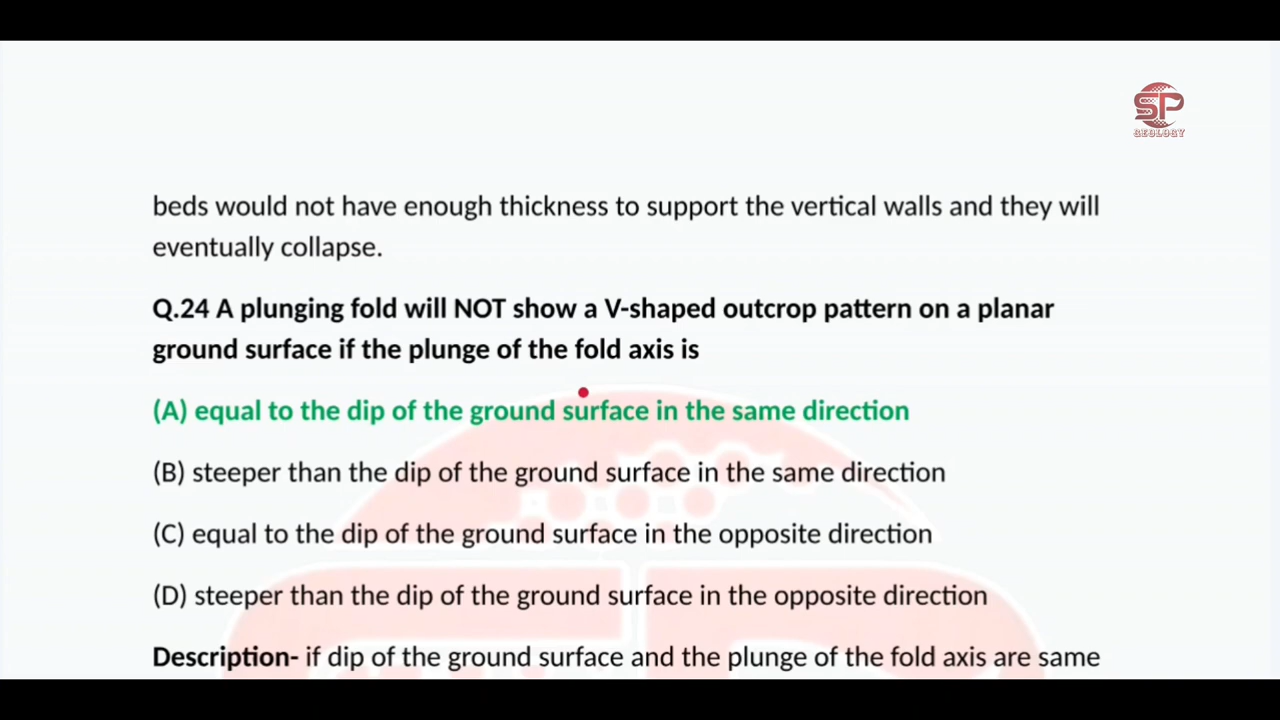 SP
GEOLOGY
beds would not have enough thickness to support the vertical walls and they will
eventually collapse.
Q.24 A plunging fold will NOT show a V-shaped outcrop pattern on a planar
ground surface if the plunge of the fold axis is
(A) equal to the dip of the ground surface in the same direction
(B) steeper than the dip of the ground surface in the same direction
(C) equal to the dip of the ground surface in the opposite direction
(D) steeper than the dip of the ground surface in the opposite direction
Description- if dip of the ground surface and the plunge of the fold axis are same